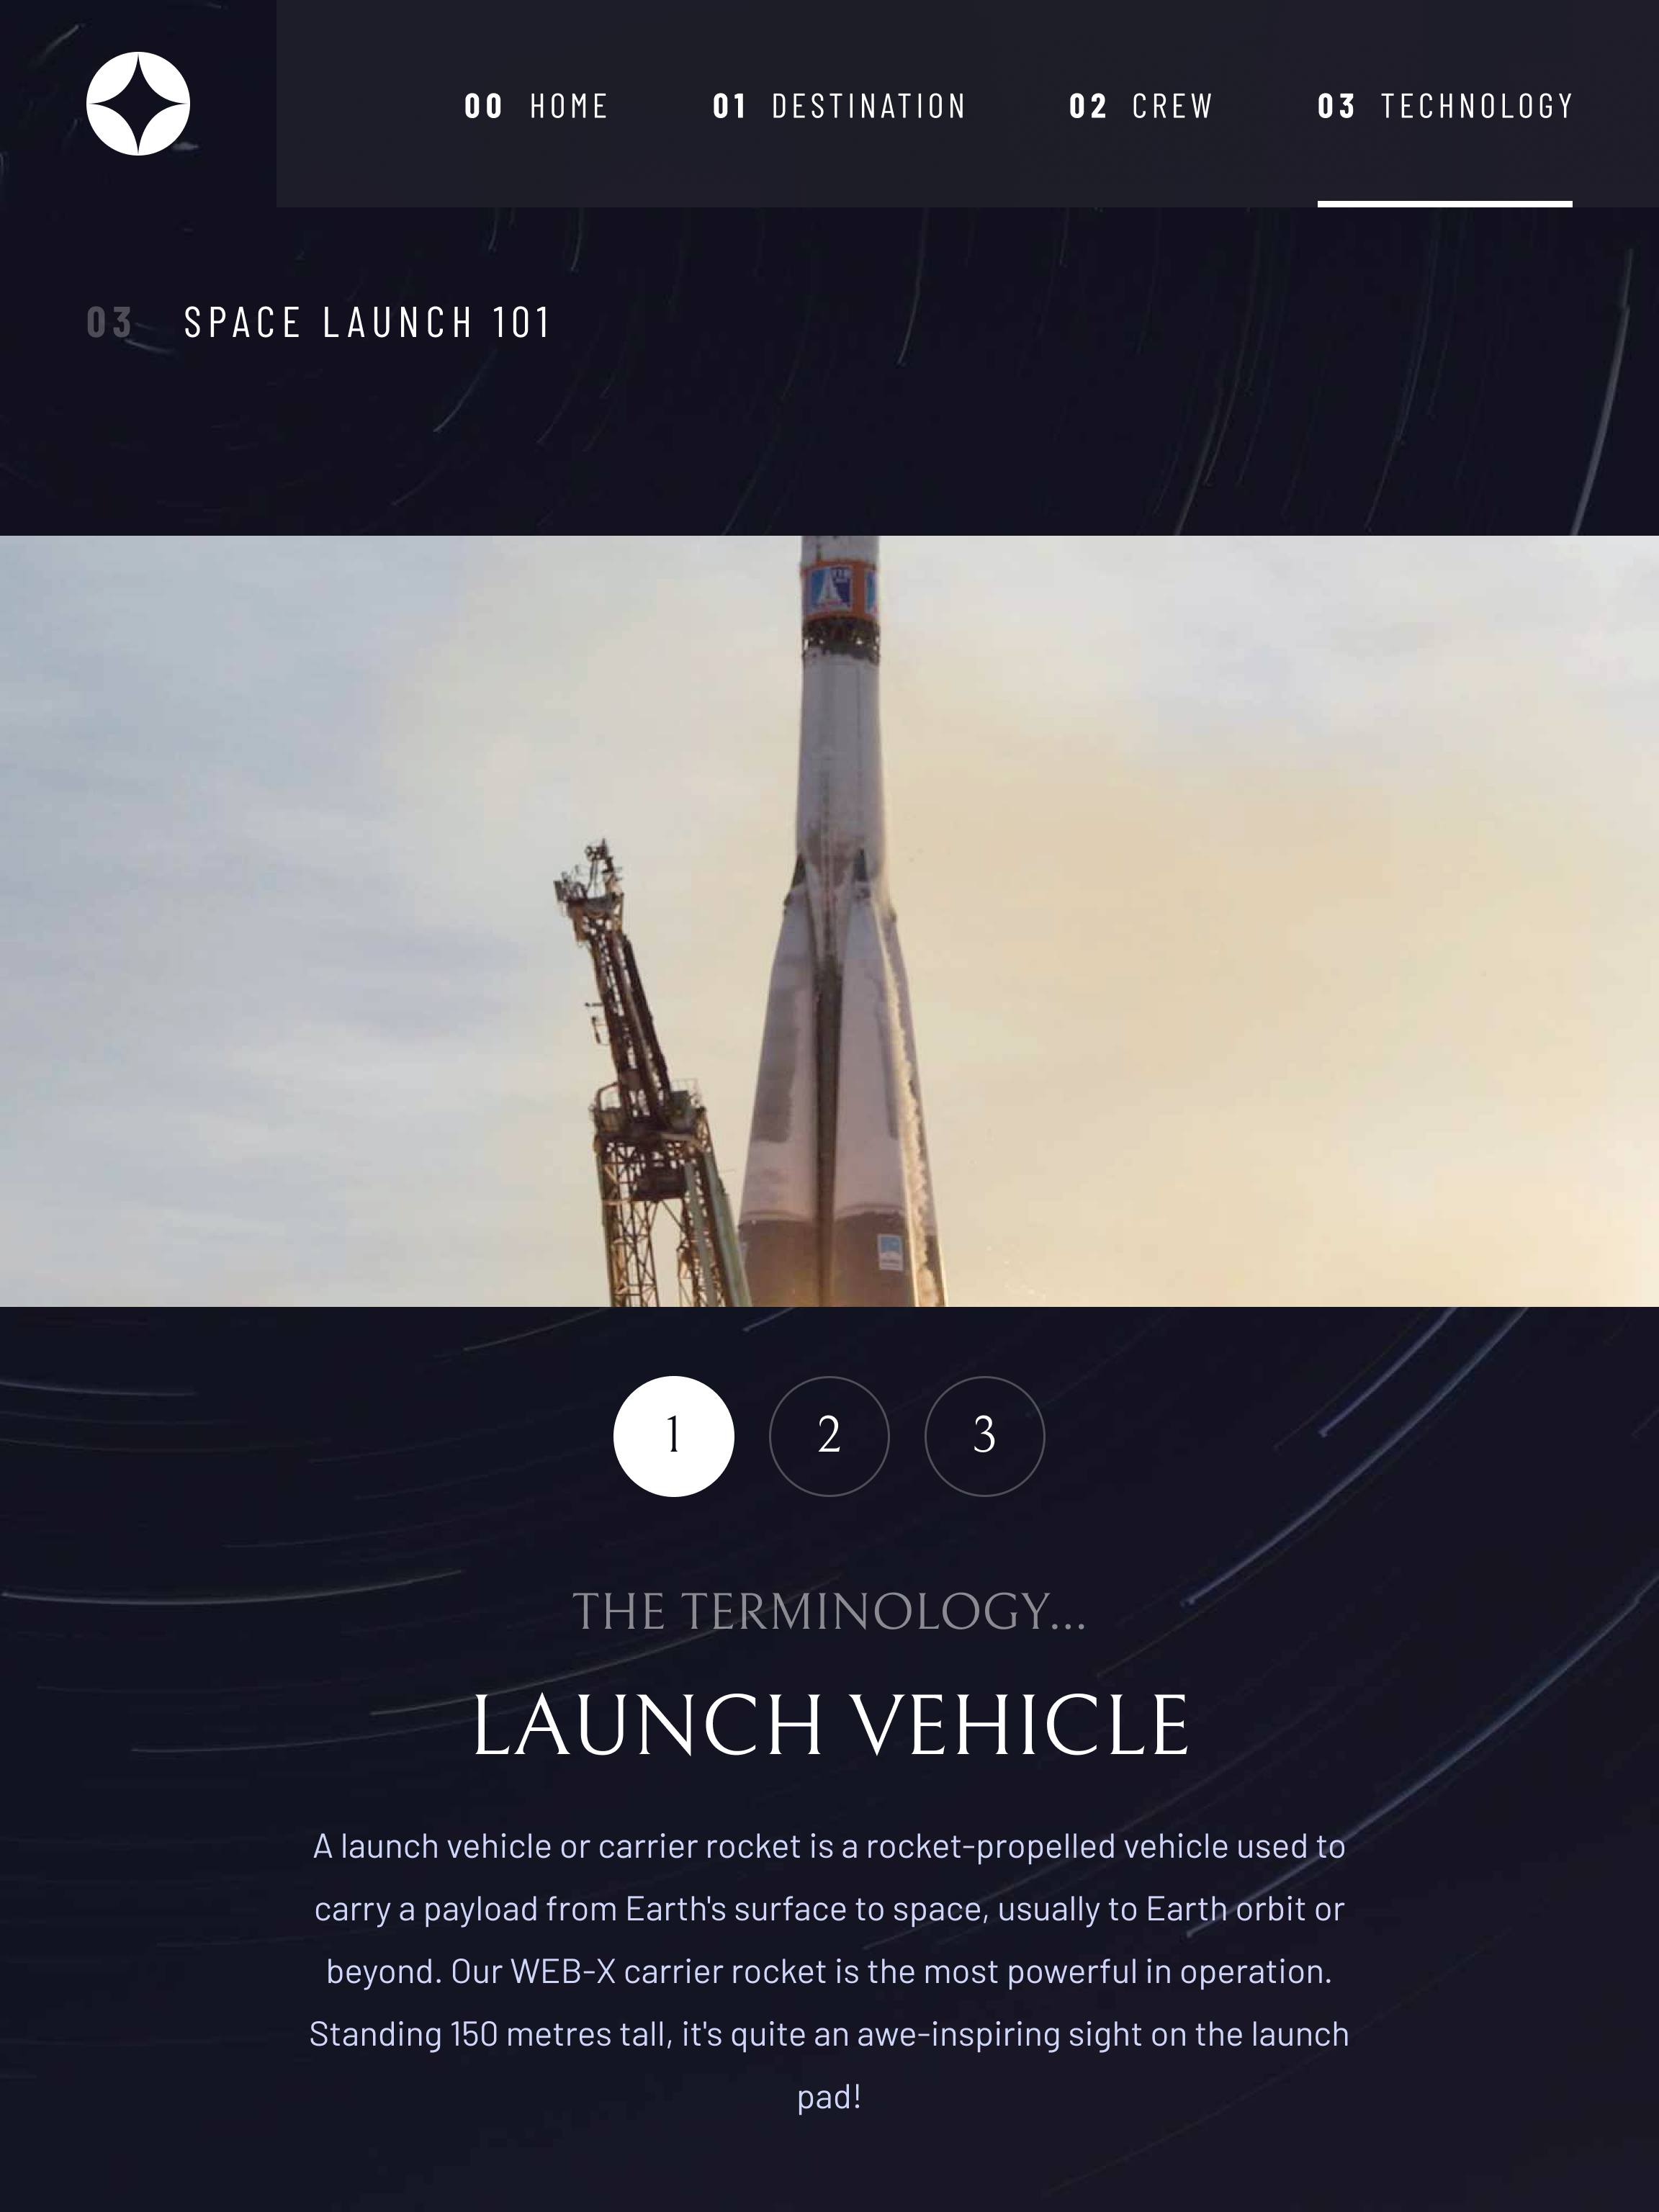 00 HOME 01 DESTINATION 02 CREW 03 TECHNOLOGY
03 SPACE LAUNCH 101
1 2 3
THE TERMINOLOGY...
LAUNCH VEHICLE
A launch vehicle or carrier rocket is a rocket-propelled vehicle used to
carry a payload from Earth's surface to space, usually to Earth orbit or
beyond. Our WEB-X carrier rocket is the most powerful in operation.
Standing 150 metres tall, it's quite an awe-inspiring sight on the launch
pad!